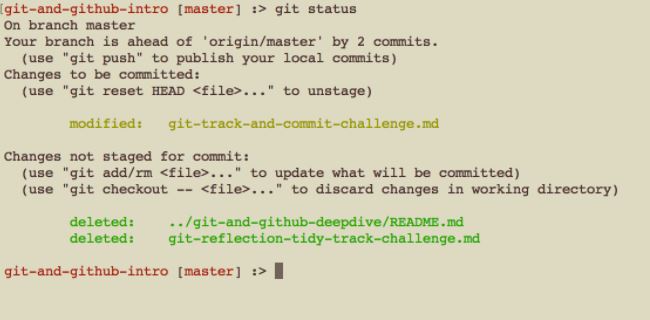 git-and-github-intro [master] :> git status
On branch master
Your branch is ahead of 'origin/master' by 2 commits.
  (use "git push" to publish your local commits)
Changes to be committed:
  (use "git reset HEAD <file>..." to unstage)
        modified:   git-track-and-commit-challenge.md
Changes not staged for commit:
  (use "git add/rm <file>..." to update what will be committed)
  (use "git checkout -- <file>..." to discard changes in working directory)
        deleted:    ../git-and-github-deepdive/README.md
        deleted:    git-reflection-tidy-track-challenge.md
git-and-github-intro [master] :>